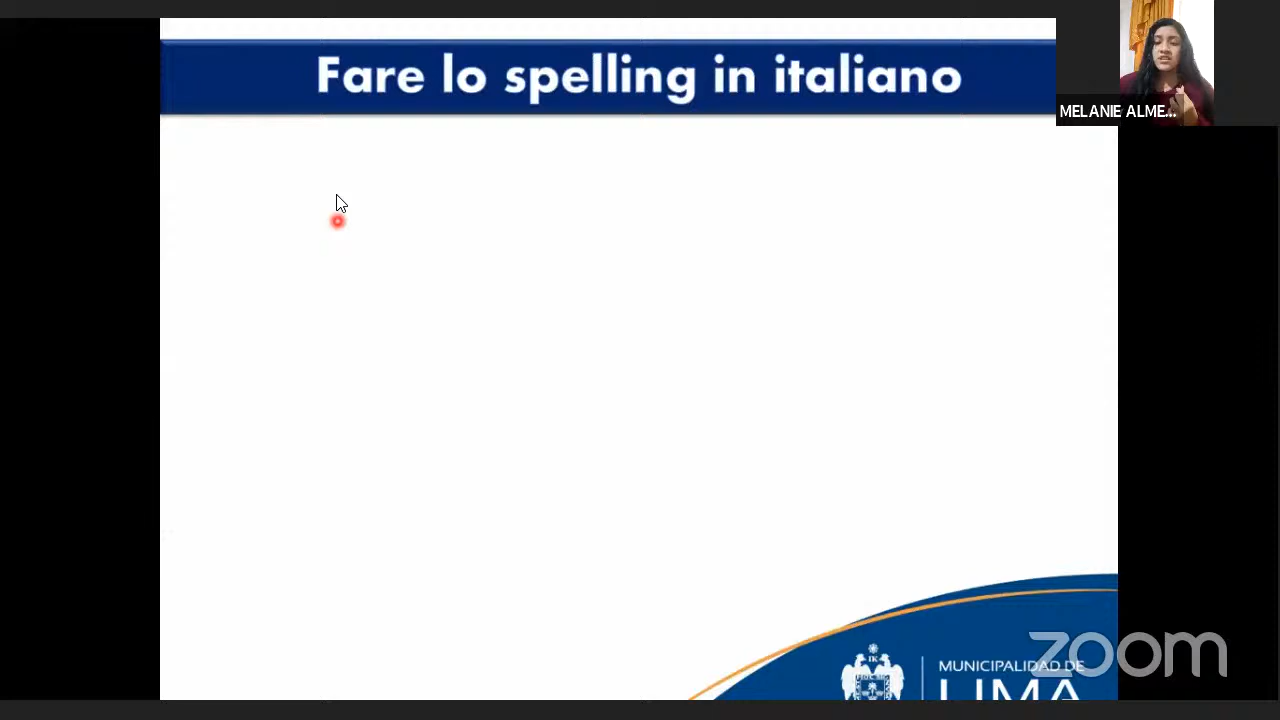 Fare lo spelling in italiano
MELANIE ALME...
MUNICIPALIDAD DE
LIMA
zoom